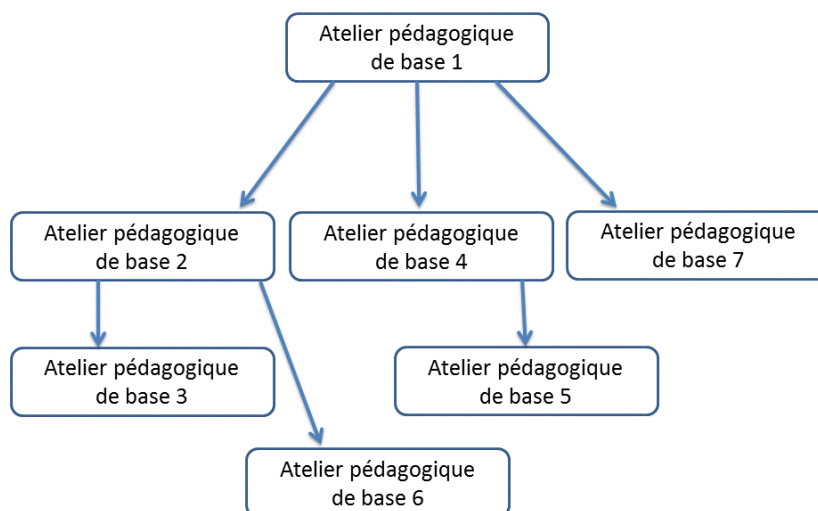 Atelier pédagogique
de base 1
Atelier pédagogique
de base 2
Atelier pédagogique
de base 4
Atelier pédagogique
de base 7
Atelier pédagogique
de base 3
Atelier pédagogique
de base 5
Atelier pédagogique
de base 6